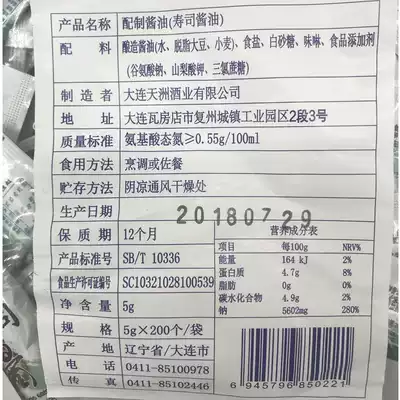 产品名称 配制酱油(寿司酱油)
配料 酿造酱油(水、脱脂大豆、小麦)、食盐、白砂糖、味啉、食品添加剂
(谷氨酸钠、山梨酸钾、三氯蔗糖)
制造者 大连天洲酒业有限公司
地址 大连瓦房店市复州城镇工业园区2段3号
质量标准 氨基酸态氮≥0.55g/100ml
食用方法 烹调或佐餐
贮存方法 阴凉通风干燥处
生产日期 20180729
保质期 12个月
营养成分表
产品标准号 SB/T 10336
项目 每100g NRV%
能量 164 kJ 2%
食品生产许可证编号 SC10321028100539
蛋白质 4.7g 8%
脂肪 0g 0%
净含量 5g
碳水化合物 4.9g 2%
钠 5602mg 280%
规格 5g×200个/袋
产地 辽宁省/大连市
电话 0411-85100978
传真 0411-85102446
6945796850221